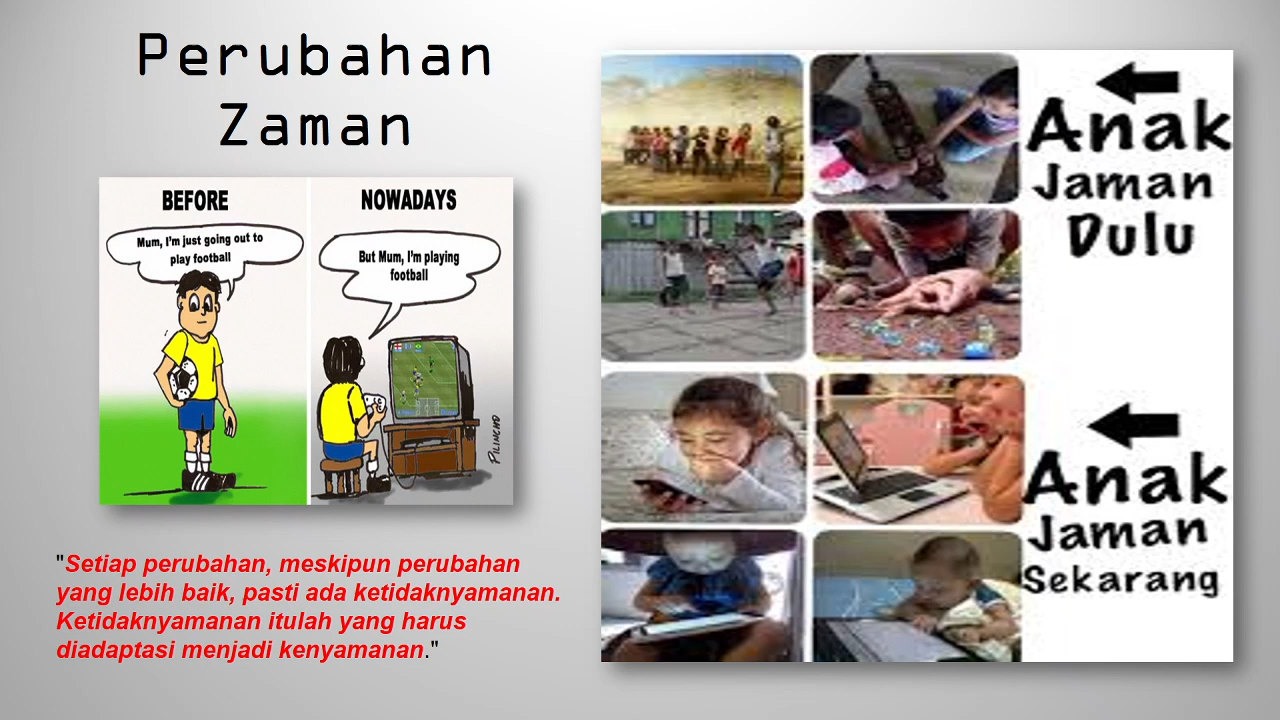 Perubahan
Zaman
BEFORE
Mum, I'm just going out to
play football
NOWADAYS
But Mum, I'm playing
football
PILINCHO
"Setiap perubahan, meskipun perubahan
yang lebih baik, pasti ada ketidaknyamanan.
Ketidaknyamanan itulah yang harus
diadaptasi menjadi kenyamanan."
Anak
Jaman
Dulu
Anak
Jaman
Sekarang